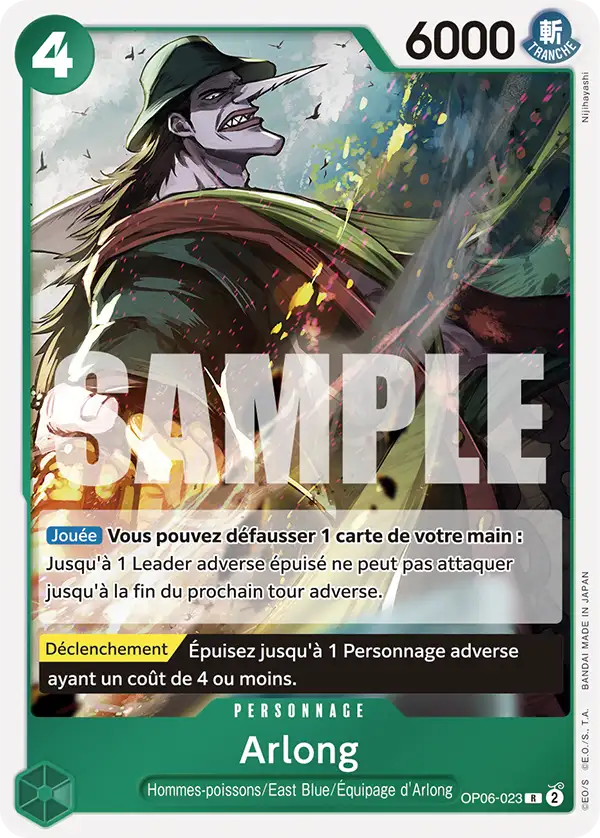 4
6000
斬
TRANCHE
Nijihayashi
SAMPLE
Jouée Vous pouvez défausser 1 carte de votre main :
Jusqu'à 1 Leader adverse épuisé ne peut pas attaquer
jusqu'à la fin du prochain tour adverse.
Déclenchement Épuisez jusqu'à 1 Personnage adverse
ayant un coût de 4 ou moins.
PERSONNAGE
Arlong
Hommes-poissons/East Blue/Équipage d'Arlong
OP06-023 R 2
©EO/S ©E.O./S., T.A. BANDAI MADE IN JAPAN